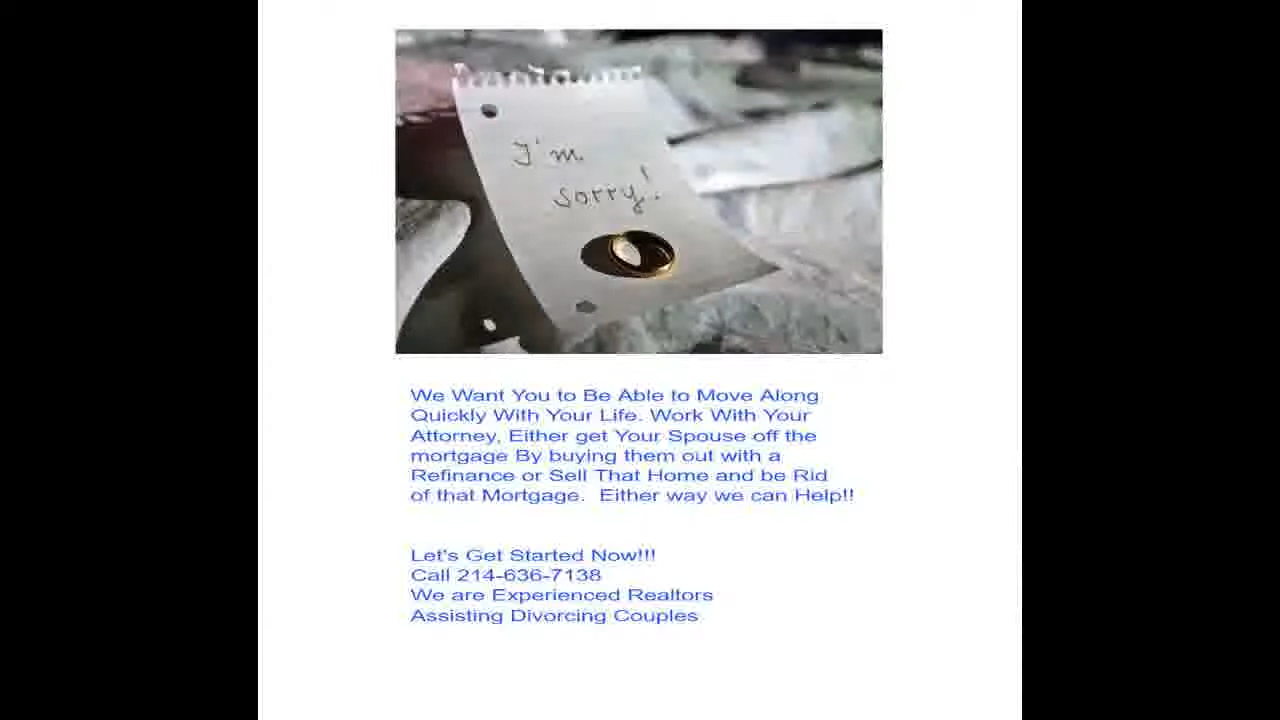 I'm
sorry!
We Want You to Be Able to Move Along
Quickly With Your Life. Work With Your
Attorney, Either get Your Spouse off the
mortgage By buying them out with a
Refinance or Sell That Home and be Rid
of that Mortgage.  Either way we can Help!!
Let's Get Started Now!!!
Call 214-636-7138
We are Experienced Realtors
Assisting Divorcing Couples